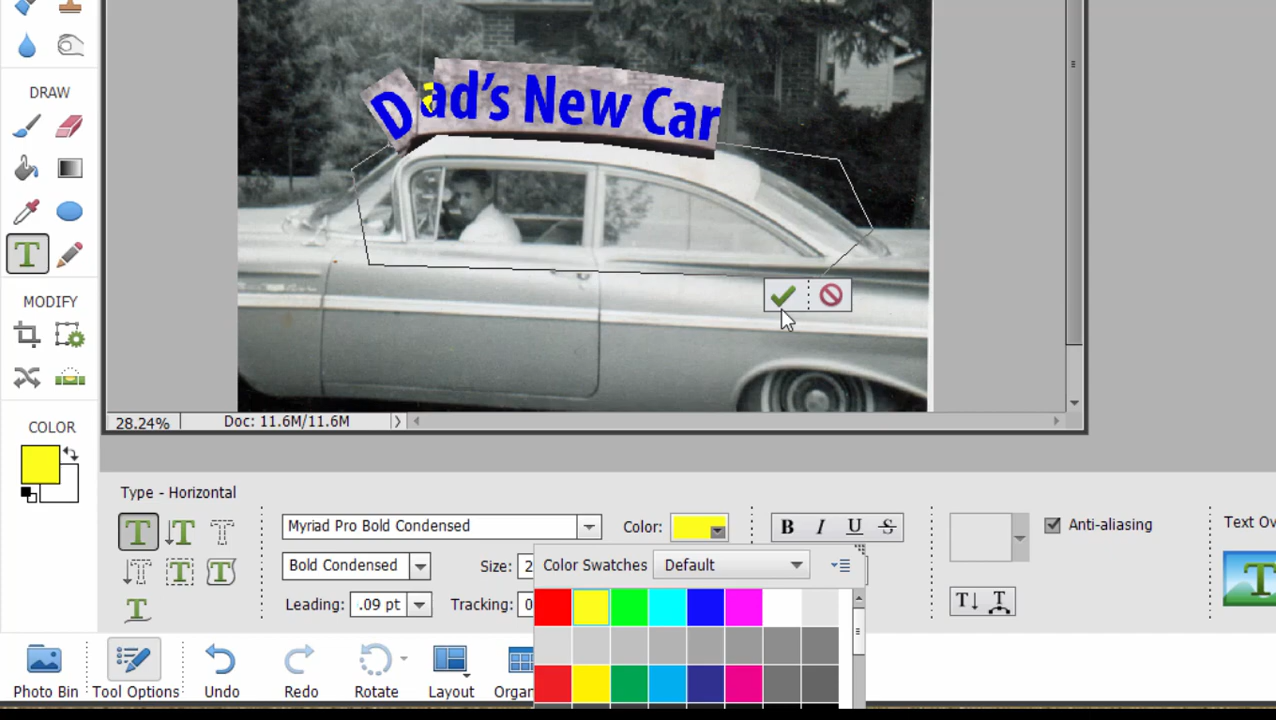 DRAW
Dad's New Car
MODIFY
COLOR
28.24% Doc: 11.6M/11.6M
Type - Horizontal
Myriad Pro Bold Condensed Color: B I U S Anti-aliasing Text Ov
Bold Condensed Size: 2 Color Swatches Default
Leading: .09 pt Tracking: 0
Photo Bin Tool Options Undo Redo Rotate Layout Organ